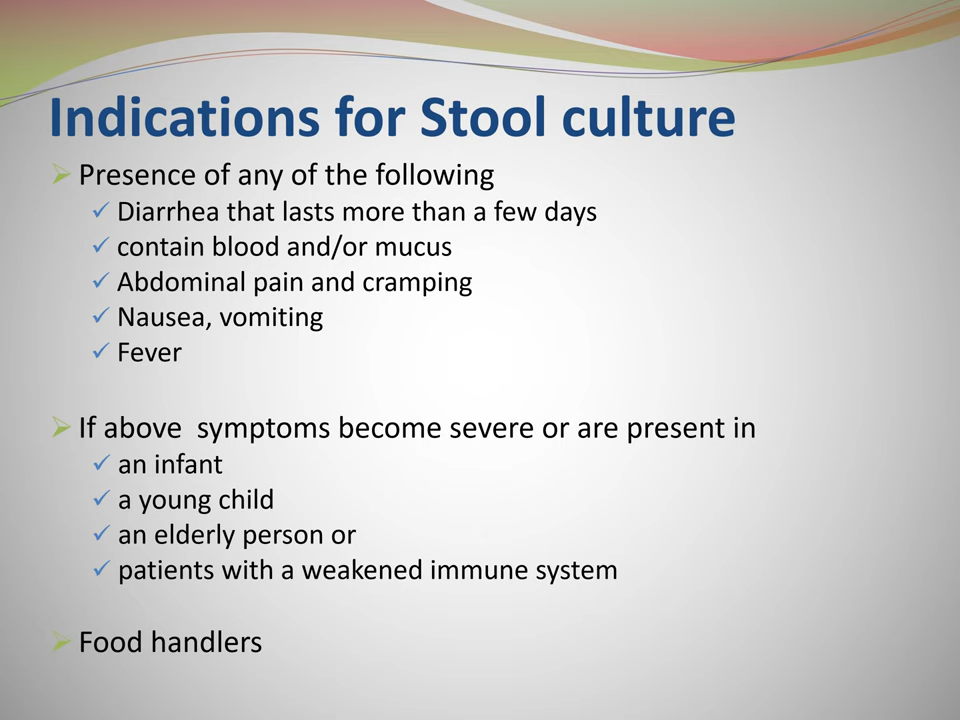 Indications for Stool culture
Presence of any of the following
Diarrhea that lasts more than a few days
contain blood and/or mucus
Abdominal pain and cramping
Nausea, vomiting
Fever
If above symptoms become severe or are present in
an infant
a young child
an elderly person or
patients with a weakened immune system
Food handlers